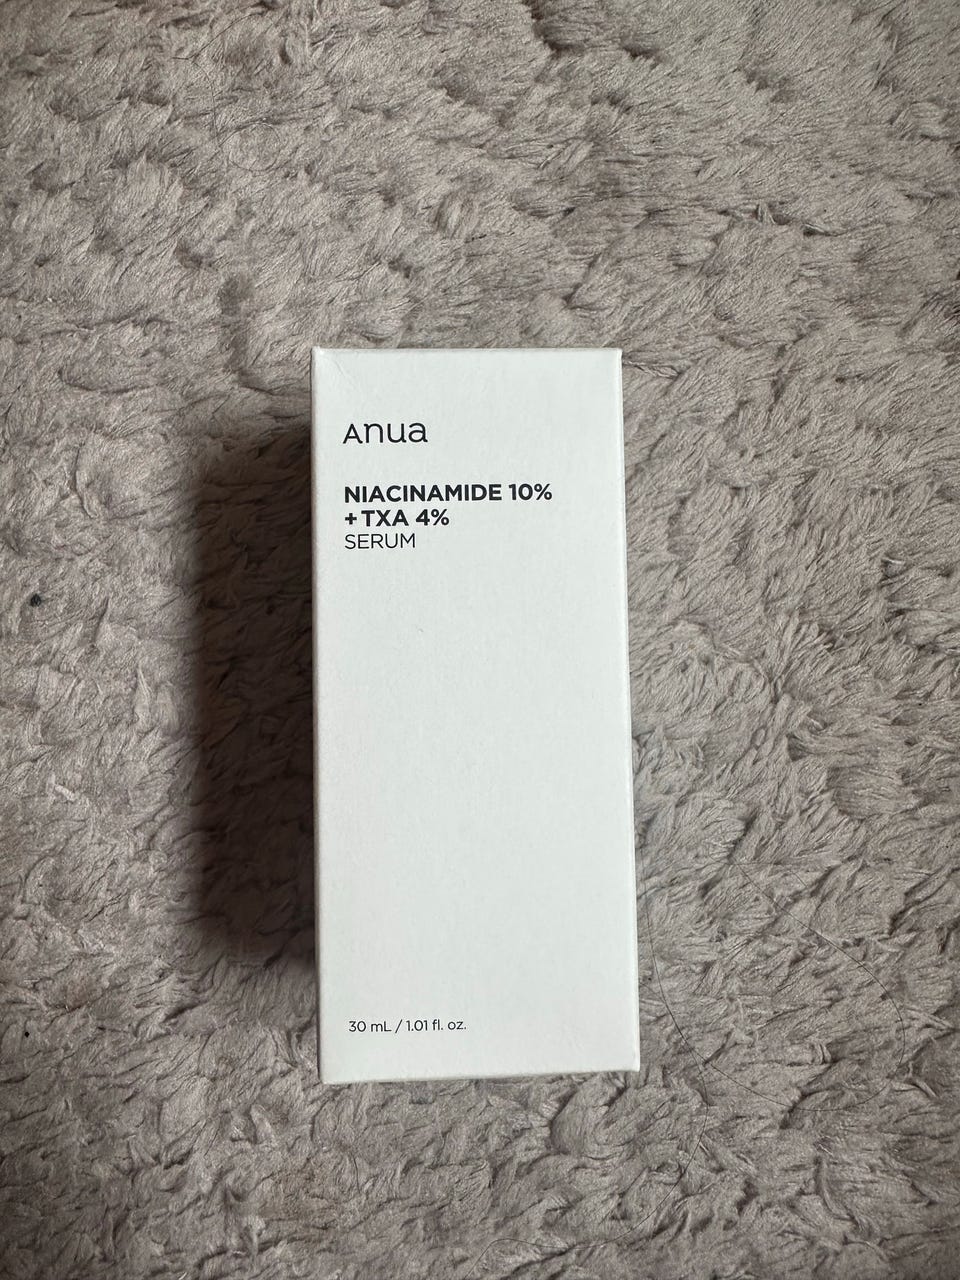 Anua
NIACINAMIDE 10%
+ TXA 4%
SERUM
30 mL / 1.01 fl. oz.